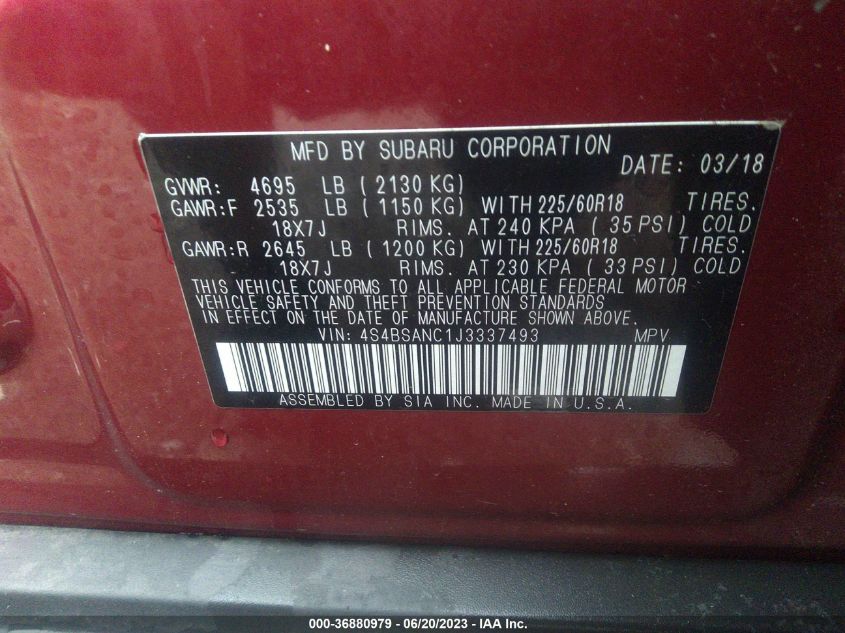 MFD BY SUBARU CORPORATION
DATE: 03/18
GVWR: 4695 LB ( 2130 KG)
GAWR:F 2535 LB ( 1150 KG) WITH 225/60R18 TIRES.
18X7J RIMS. AT 240 KPA ( 35 PSI) COLD
GAWR:R 2645 LB ( 1200 KG) WITH 225/60R18 TIRES.
18X7J RIMS. AT 230 KPA ( 33 PSI) COLD
THIS VEHICLE CONFORMS TO ALL APPLICABLE FEDERAL MOTOR
VEHICLE SAFETY AND THEFT PREVENTION STANDARDS
IN EFFECT ON THE DATE OF MANUFACTURE SHOWN ABOVE.
VIN: 4S4BSANC1J3337493 MPV
ASSEMBLED BY SIA INC. MADE IN U.S.A.
000-36880979 - 06/20/2023 - IAA Inc.